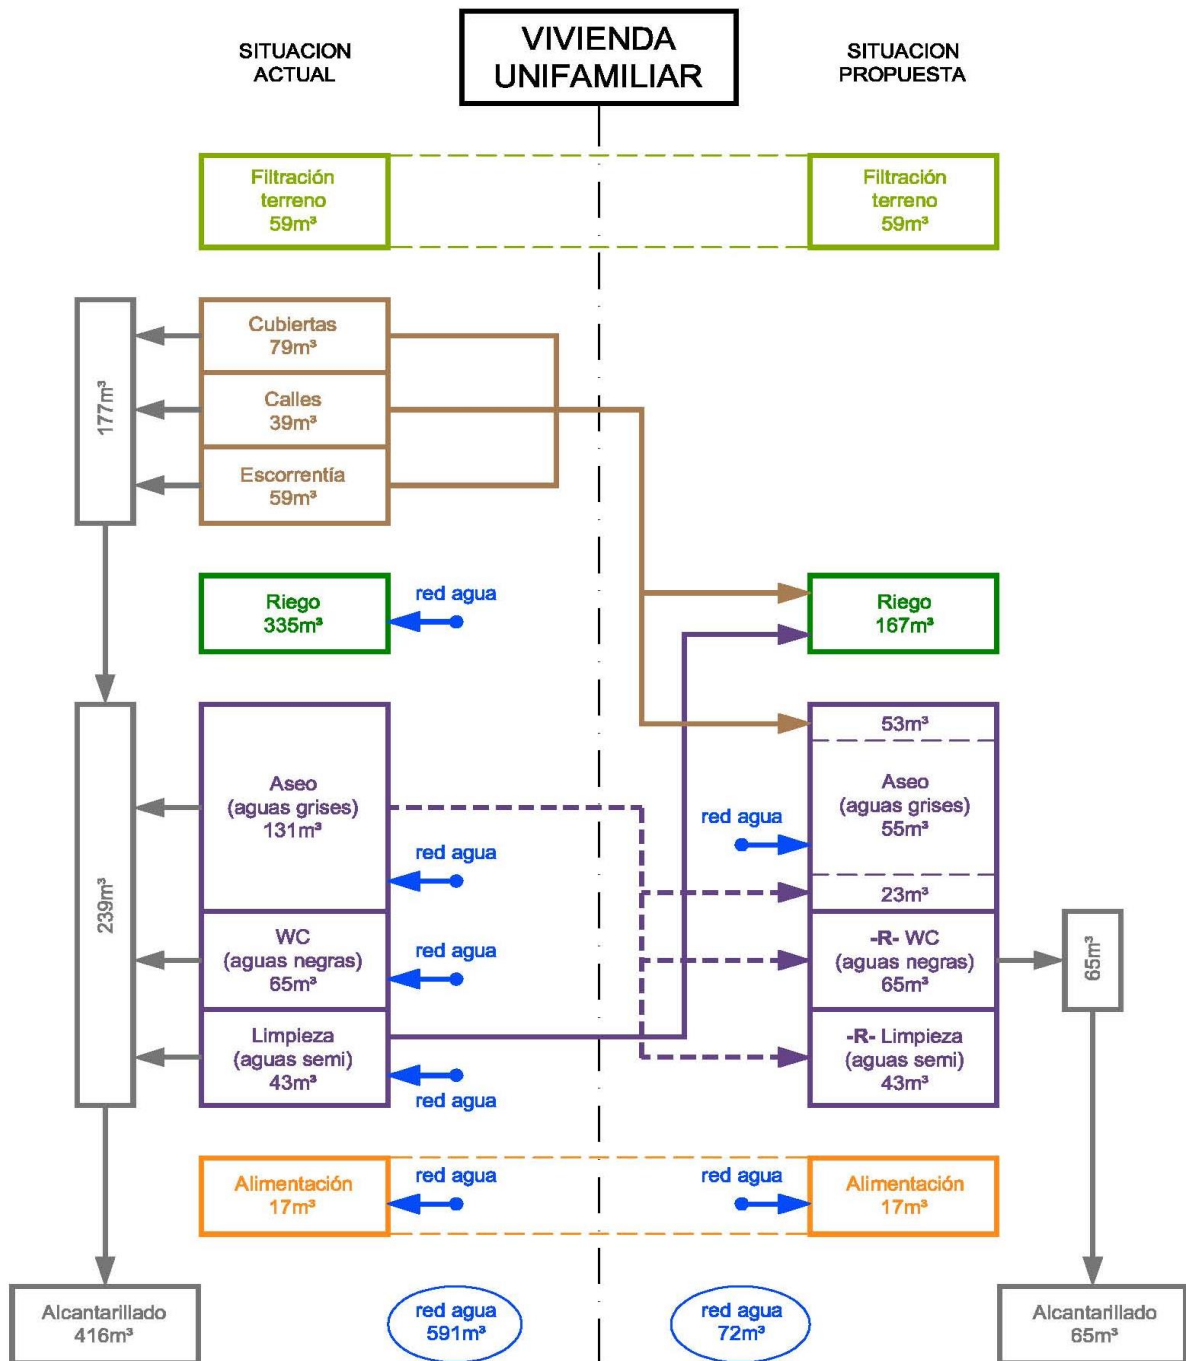 VIVIENDA
UNIFAMILIAR
SITUACION
ACTUAL
SITUACION
PROPUESTA
Filtración
terreno
59m³
Filtración
terreno
59m³
177m³
Cubiertas
79m³
Calles
39m³
Escorrentía
59m³
Riego
335m³
red agua
Riego
167m³
239m³
Aseo
(aguas grises)
131m³
red agua
WC
(aguas negras)
65m³
red agua
Limpieza
(aguas semi)
43m³
red agua
53m³
Aseo
(aguas grises)
55m³
red agua
23m³
-R- WC
(aguas negras)
65m³
65m³
-R- Limpieza
(aguas semi)
43m³
Alimentación
17m³
red agua
red agua
Alimentación
17m³
Alcantarillado
416m³
red agua
591m³
red agua
72m³
Alcantarillado
65m³